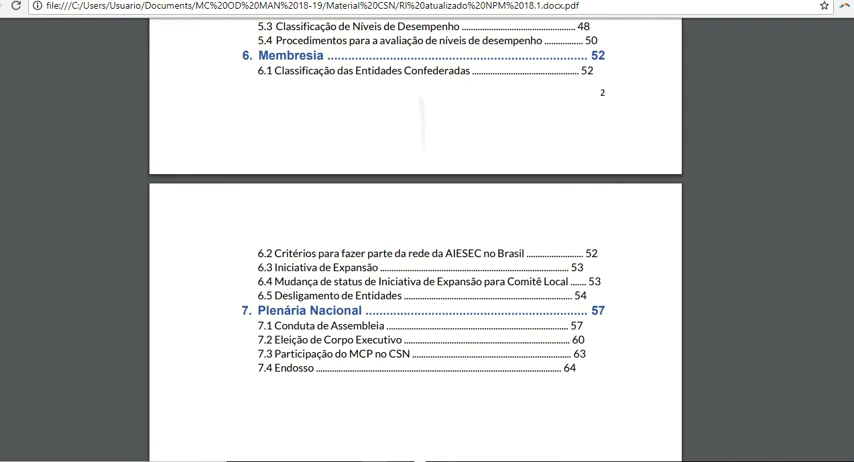 file:///C:/Users/Usuario/Documents/MC%20OD%20MAN%2018-19/Material%20CSN/RI%20atualizado%20NPM%2018.1.docx.pdf
5.3 Classificação de Níveis de Desempenho ........................................ 48
5.4 Procedimentos para a avaliação de níveis de desempenho .............. 50
6. Membresia ............................................................... 52
6.1 Classificação das Entidades Confederadas ...................................... 52
2
6.2 Critérios para fazer parte da rede da AIESEC no Brasil .................... 52
6.3 Iniciativa de Expansão .................................................................. 53
6.4 Mudança de status de Iniciativa de Expansão para Comitê Local ...... 53
6.5 Desligamento de Entidades ........................................................... 54
7. Plenária Nacional ...................................................... 57
7.1 Conduta de Assembleia ................................................................ 57
7.2 Eleição de Corpo Executivo ........................................................... 60
7.3 Participação do MCP no CSN ........................................................ 63
7.4 Endosso ...................................................................................... 64